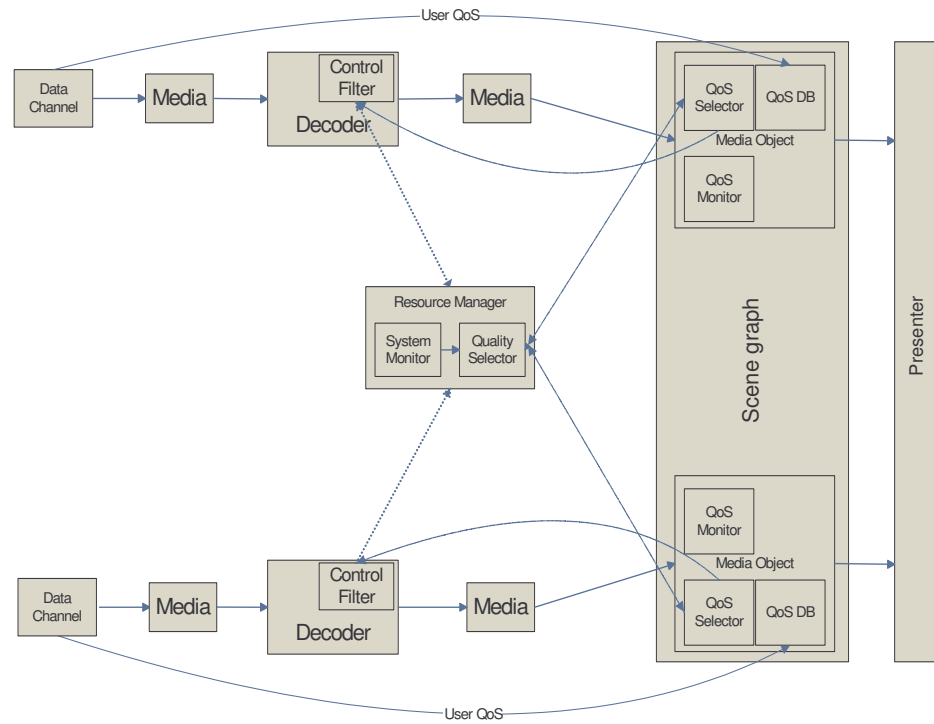 User QoS
Data
Channel
Media
Control
Filter
Decoder
Media
QoS
Selector
QoS DB
Media Object
QoS
Monitor
Resource Manager
System
Monitor
Quality
Selector
Scene graph
Presenter
QoS
Monitor
Media Object
QoS
Selector
QoS DB
Data
Channel
Media
Control
Filter
Decoder
Media
User QoS